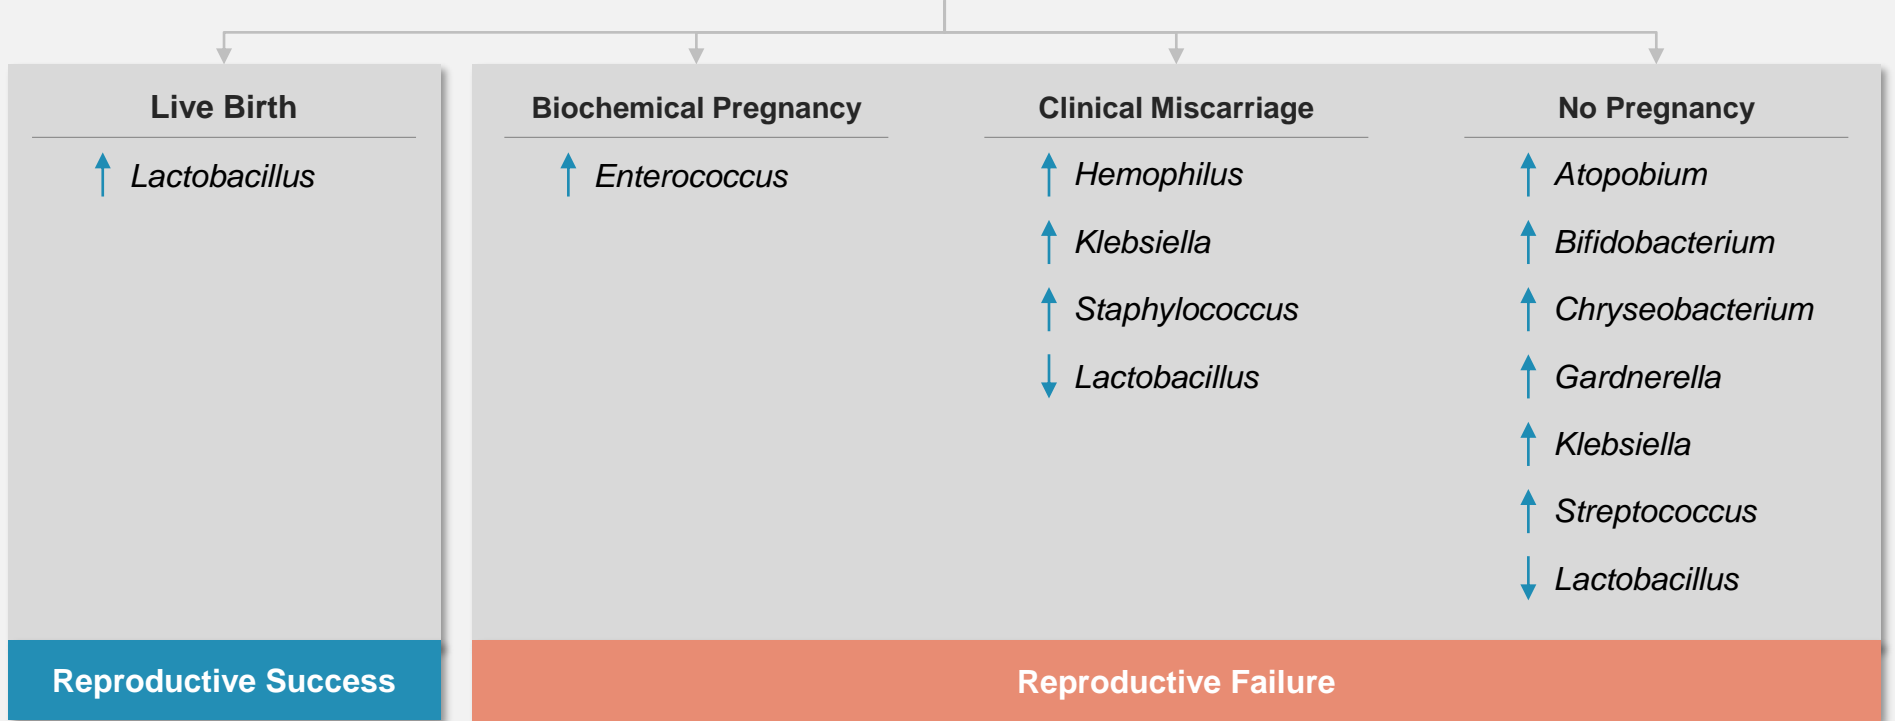 Live Birth
Lactobacillus
Reproductive Success
Biochemical Pregnancy
Enterococcus
Clinical Miscarriage
Hemophilus
Klebsiella
Staphylococcus
Lactobacillus
No Pregnancy
Atopobium
Bifidobacterium
Chryseobacterium
Gardnerella
Klebsiella
Streptococcus
Lactobacillus
Reproductive Failure